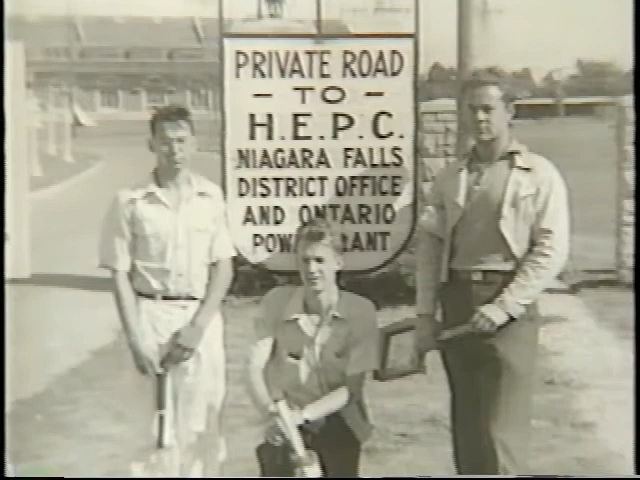 PRIVATE ROAD
- TO -
H.E.P.C.
NIAGARA FALLS
DISTRICT OFFICE
AND ONTARIO